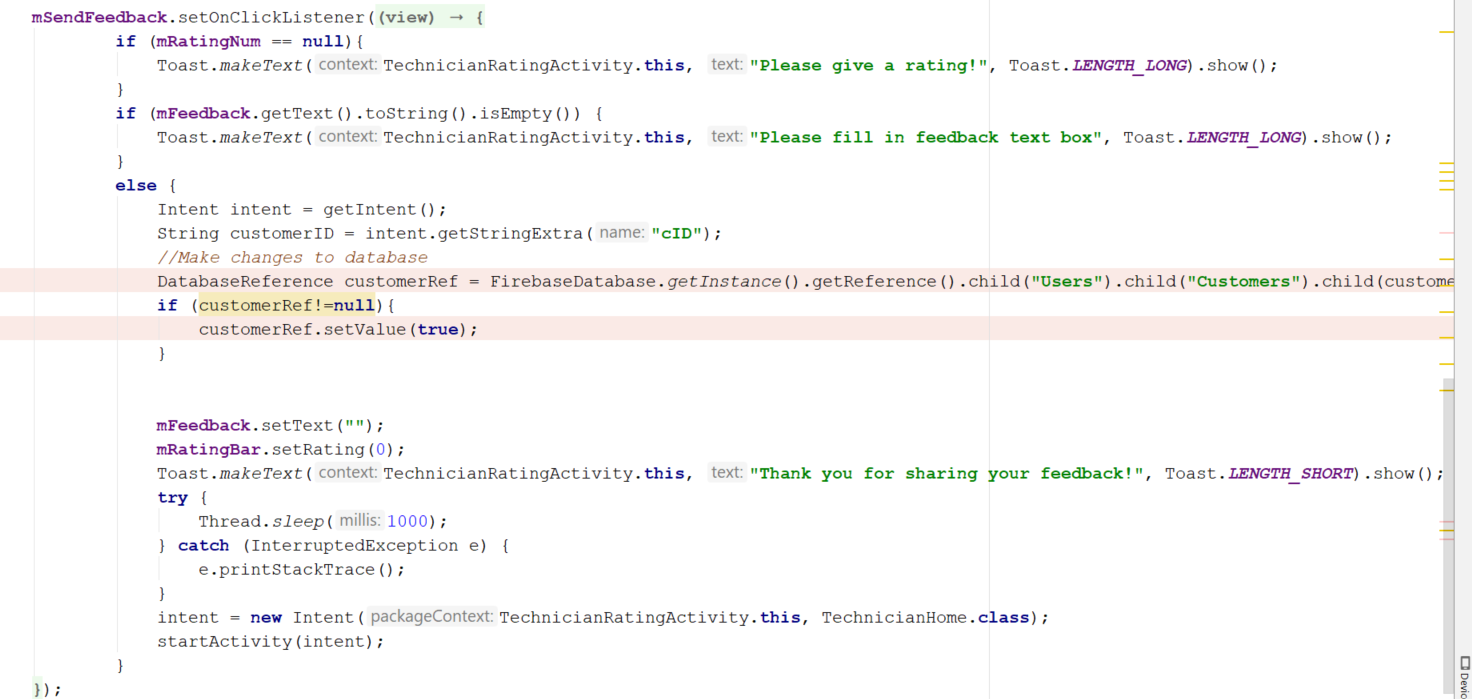 mSendFeedback.setOnClickListener((view) → {
if (mRatingNum == null){
Toast.makeText( context: TechnicianRatingActivity.this, text: "Please give a rating!", Toast.LENGTH_LONG).show();
}
if (mFeedback.getText().toString().isEmpty()) {
Toast.makeText( context: TechnicianRatingActivity.this, text: "Please fill in feedback text box", Toast.LENGTH_LONG).show();
}
else {
Intent intent = getIntent();
String customerID = intent.getStringExtra( name: "cID");
//Make changes to database
DatabaseReference customerRef = FirebaseDatabase.getInstance().getReference().child("Users").child("Customers").child(custome
if (customerRef!=null){
customerRef.setValue(true);
}
mFeedback.setText("");
mRatingBar.setRating(0);
Toast.makeText( context: TechnicianRatingActivity.this, text: "Thank you for sharing your feedback!", Toast.LENGTH_SHORT).show();
try {
Thread.sleep( millis: 1000);
} catch (InterruptedException e) {
e.printStackTrace();
}
intent = new Intent( packageContext: TechnicianRatingActivity.this, TechnicianHome.class);
startActivity(intent);
}
});